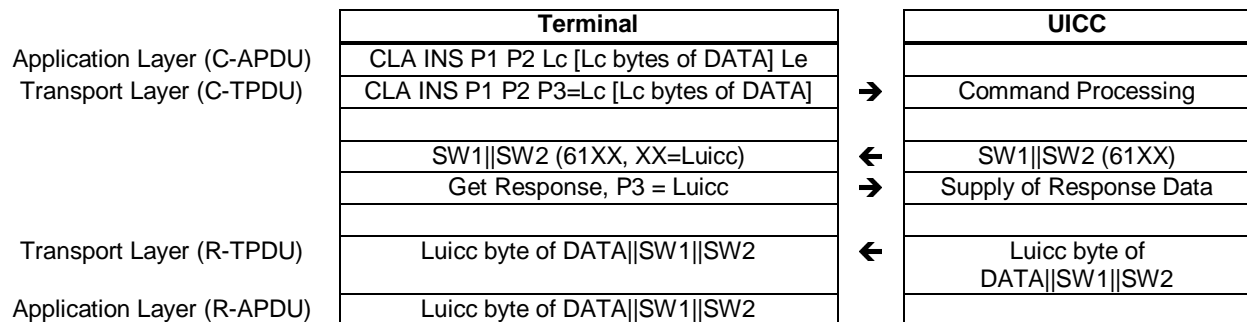 Terminal UICC
Application Layer (C-APDU) CLA INS P1 P2 Lc [Lc bytes of DATA] Le
Transport Layer (C-TPDU) CLA INS P1 P2 P3=Lc [Lc bytes of DATA] → Command Processing
SW1||SW2 (61XX, XX=Luicc) ← SW1||SW2 (61XX)
Get Response, P3 = Luicc → Supply of Response Data
Transport Layer (R-TPDU) Luicc byte of DATA||SW1||SW2 ← Luicc byte of
DATA||SW1||SW2
Application Layer (R-APDU) Luicc byte of DATA||SW1||SW2